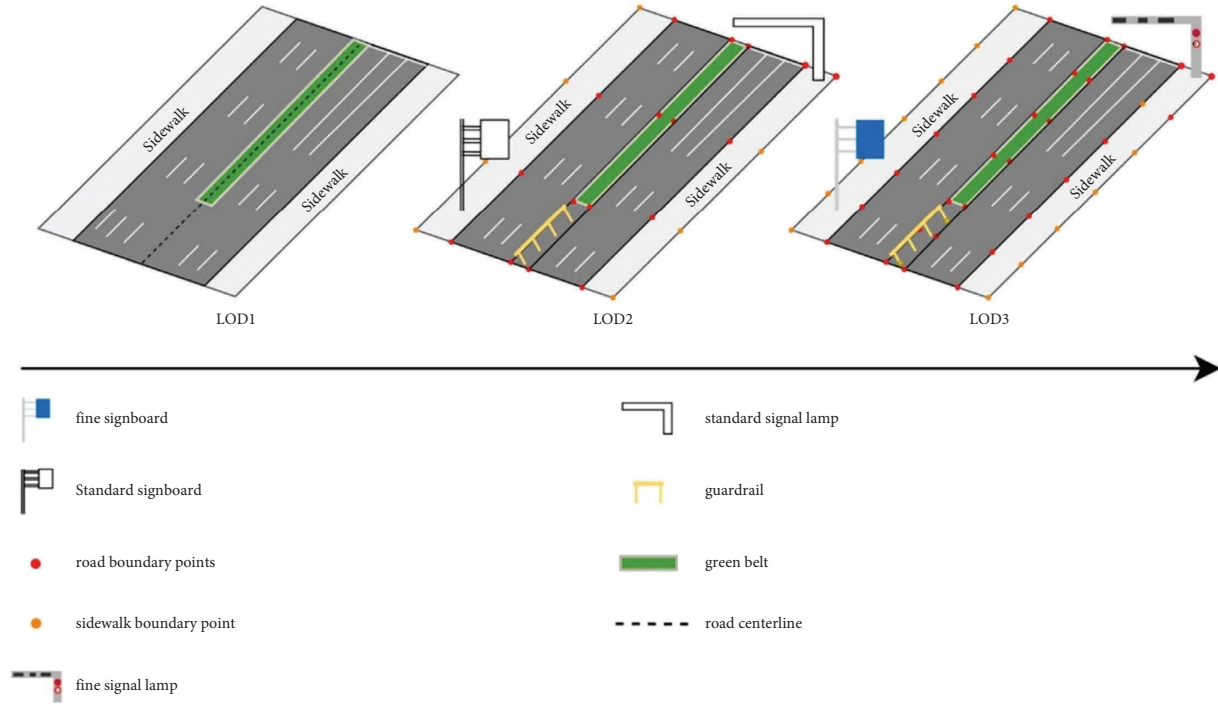 Sidewalk
Sidewalk
Sidewalk
Sidewalk
Sidewalk
Sidewalk
LOD1
LOD2
LOD3
fine signboard
standard signal lamp
Standard signboard
guardrail
road boundary points
green belt
sidewalk boundary point
road centerline
fine signal lamp